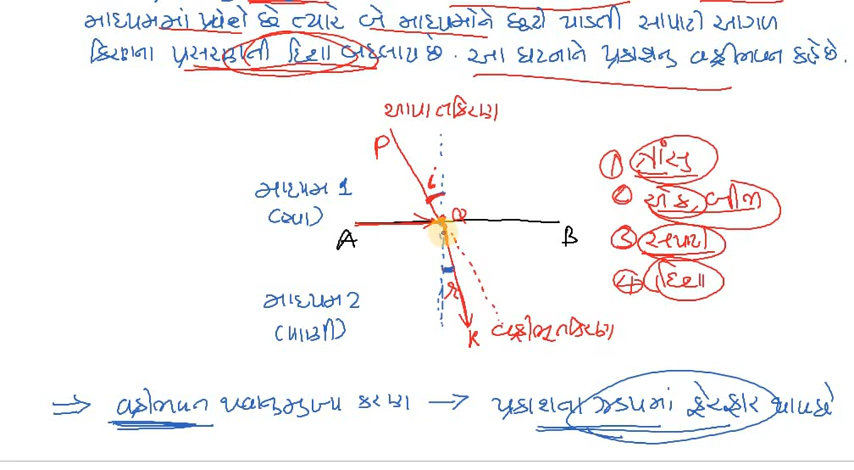 માધ્યમમાં પ્રવેશે છે ત્યારે બે માધ્યમોને છૂટી પાડતી સપાટી આગળ
કિરણના પ્રસરણની દિશા બદલાય છે. આ ઘટનાને પ્રકાશનું વક્રીભવન કહે છે.
આપાતકિરણ
P
i
માધ્યમ 1
(હવા)
A
Q
B
માધ્યમ 2
(પાણી)
r
K
વક્રીભૂતકિરણ
① ત્રાંસુ
② એક, બીજા
③ સપાટી
④ દિશા
⇒ વક્રીભવન થવાનું મુખ્ય કારણ → પ્રકાશના ઝડપમાં ફેરફાર થાય છે